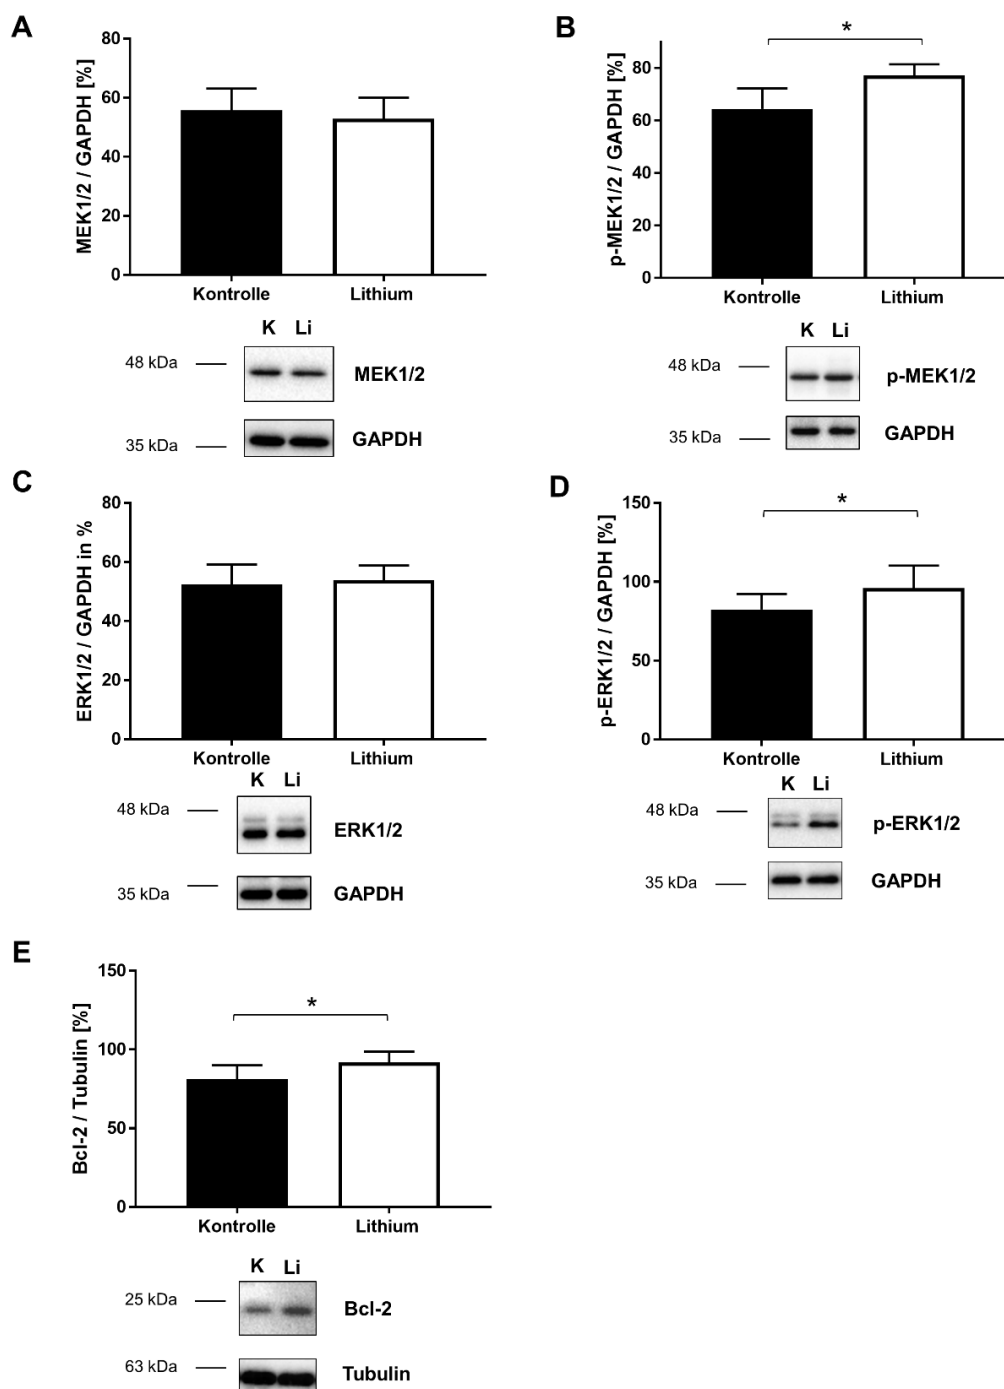 A
MEK1/2 / GAPDH [%]
80
60
40
20
0
Kontrolle Lithium
K Li
48 kDa
MEK1/2
35 kDa
GAPDH
B
p-MEK1/2 / GAPDH [%]
*
80
60
40
20
0
Kontrolle Lithium
K Li
48 kDa
p-MEK1/2
35 kDa
GAPDH
C
ERK1/2 / GAPDH in %
80
60
40
20
0
Kontrolle Lithium
K Li
48 kDa
ERK1/2
35 kDa
GAPDH
D
p-ERK1/2 / GAPDH [%]
*
150
100
50
0
Kontrolle Lithium
K Li
48 kDa
p-ERK1/2
35 kDa
GAPDH
E
Bcl-2 / Tubulin [%]
*
150
100
50
0
Kontrolle Lithium
K Li
25 kDa
Bcl-2
63 kDa
Tubulin